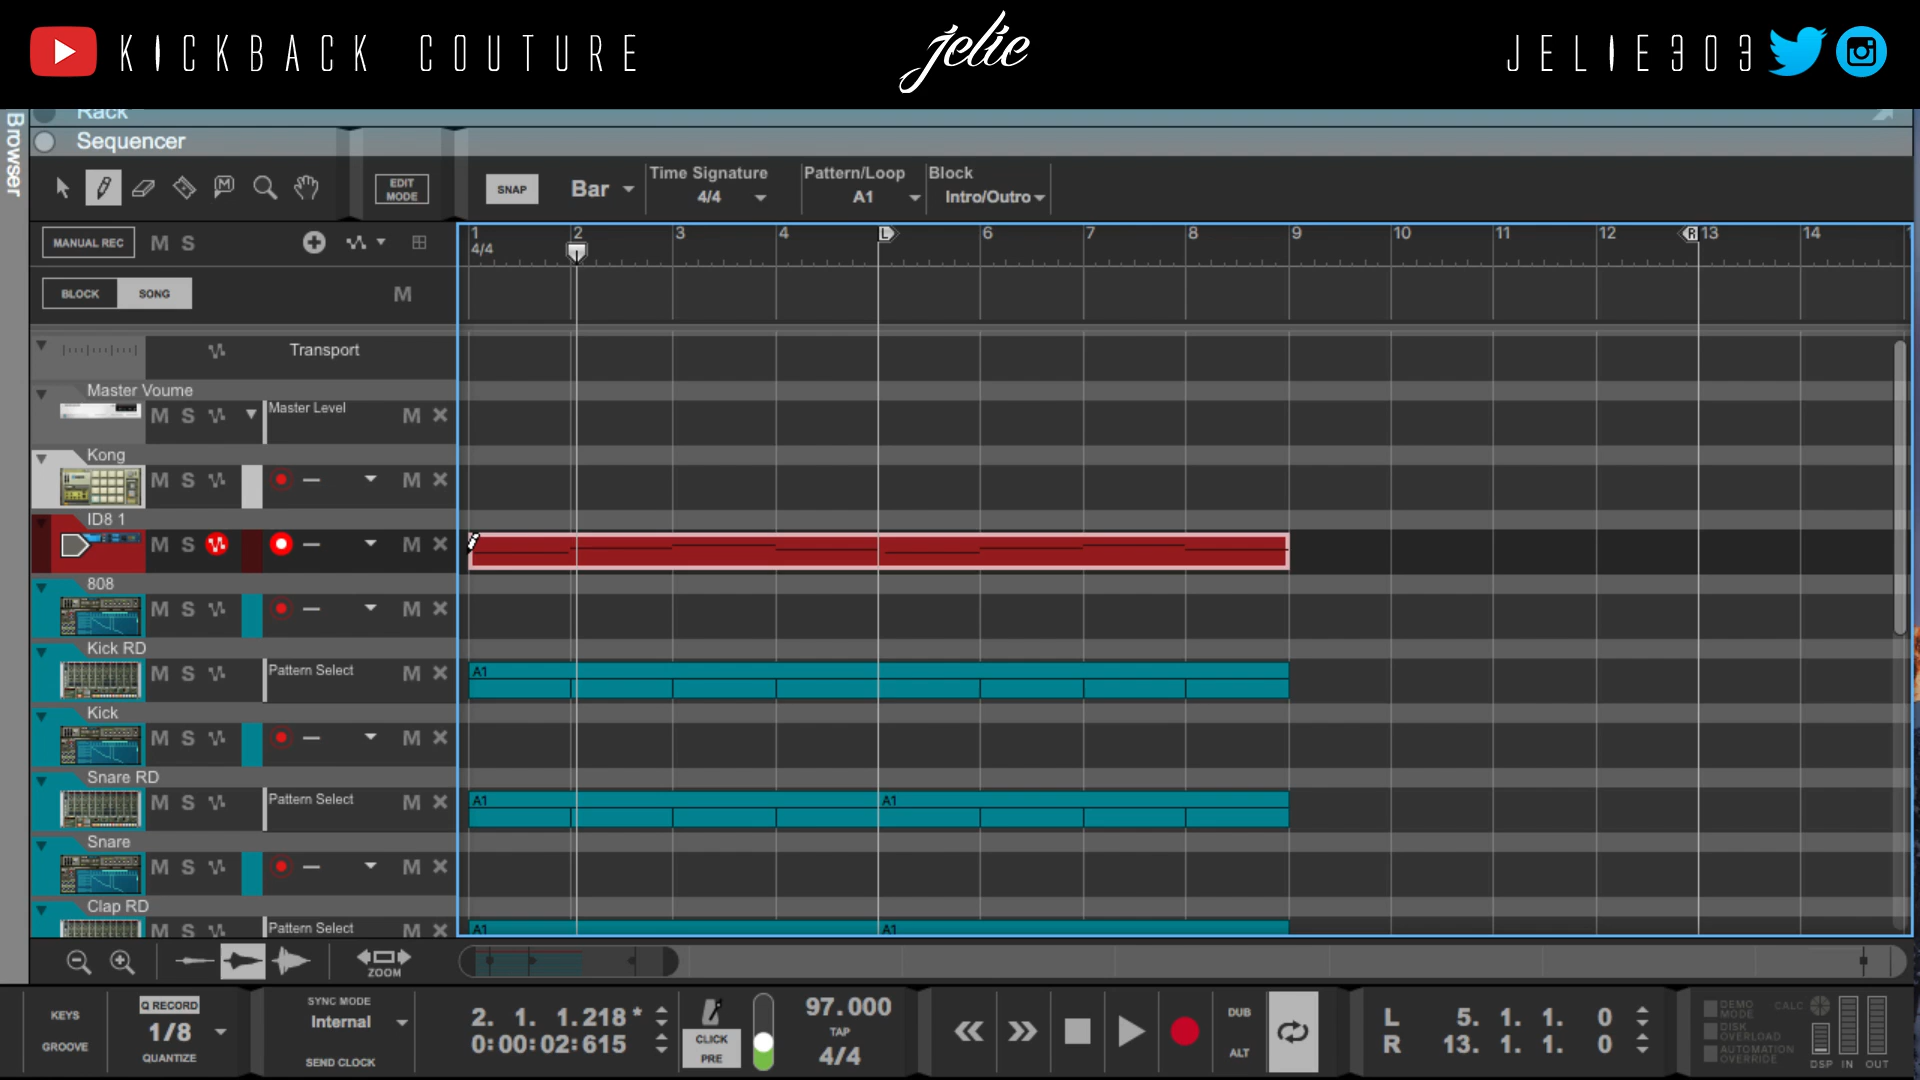 KICKBACK COUTURE
jelie
JELIE303
Browser
Rack
Sequencer
EDIT MODE
SNAP
Bar
Time Signature
4/4
Pattern/Loop
A1
Block
Intro/Outro
MANUAL REC
M S
1 2 3 4 L 6 7 8 9 10 11 12 R 13 14
4/4
BLOCK SONG
M
Transport
Master Voume
M S Master Level M
Kong
M S M
ID8 1
M S M
808
M S M
Kick RD
M S Pattern Select M
A1
Kick
M S M
Snare RD
M S Pattern Select M
A1 A1
Snare
M S M
Clap RD
M S Pattern Select M
A1 A1
ZOOM
KEYS
GROOVE
Q RECORD
1/8
QUANTIZE
SYNC MODE
Internal
SEND CLOCK
2. 1. 1.218 *
0:00:02:615
CLICK
PRE
97.000
TAP
4/4
DUB
ALT
L 5. 1. 1. 0
R 13. 1. 1. 0
DEMO MODE
DISK OVERLOAD
AUTOMATION OVERRIDE
CALC
DSP IN OUT